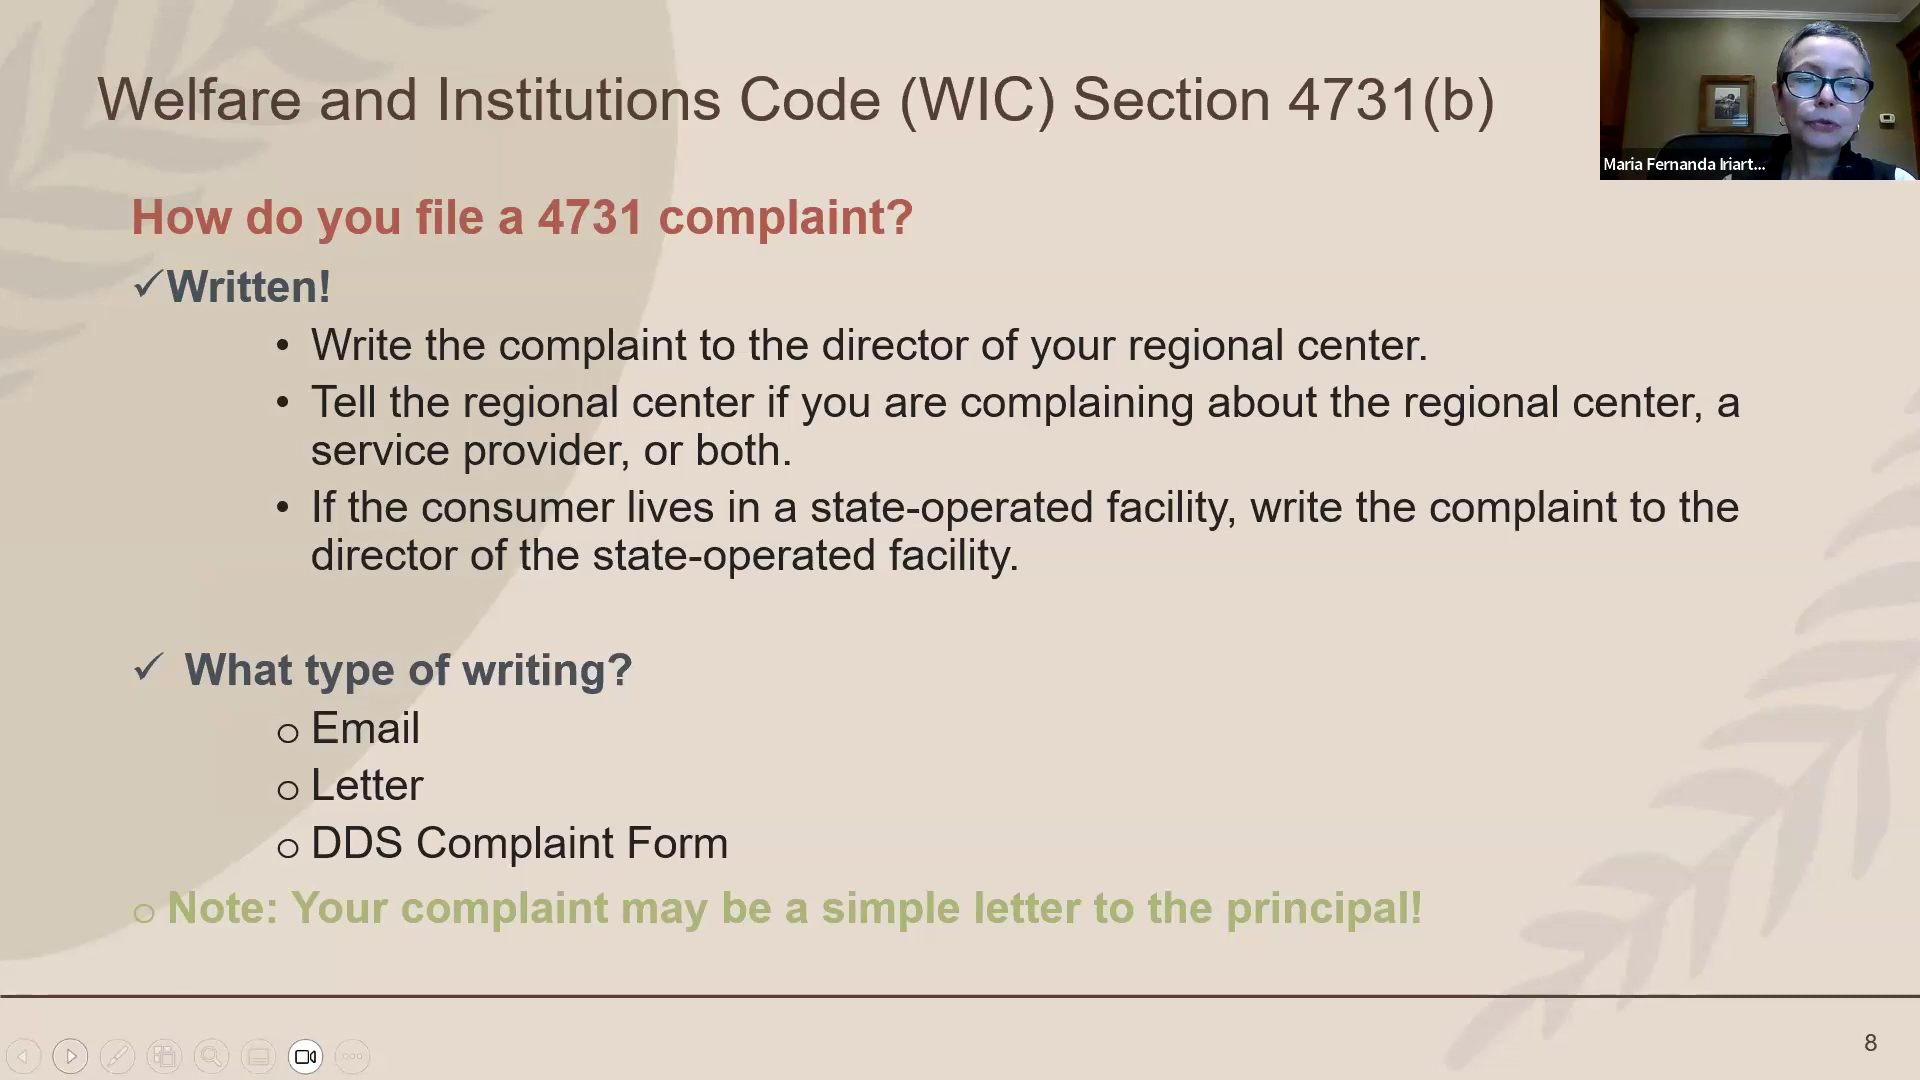 Welfare and Institutions Code (WIC) Section 4731(b)
Maria Fernanda Iriart...
How do you file a 4731 complaint?
✓Written!
• Write the complaint to the director of your regional center.
• Tell the regional center if you are complaining about the regional center, a
service provider, or both.
• If the consumer lives in a state-operated facility, write the complaint to the
director of the state-operated facility.
✓ What type of writing?
o Email
o Letter
o DDS Complaint Form
o Note: Your complaint may be a simple letter to the principal!
8